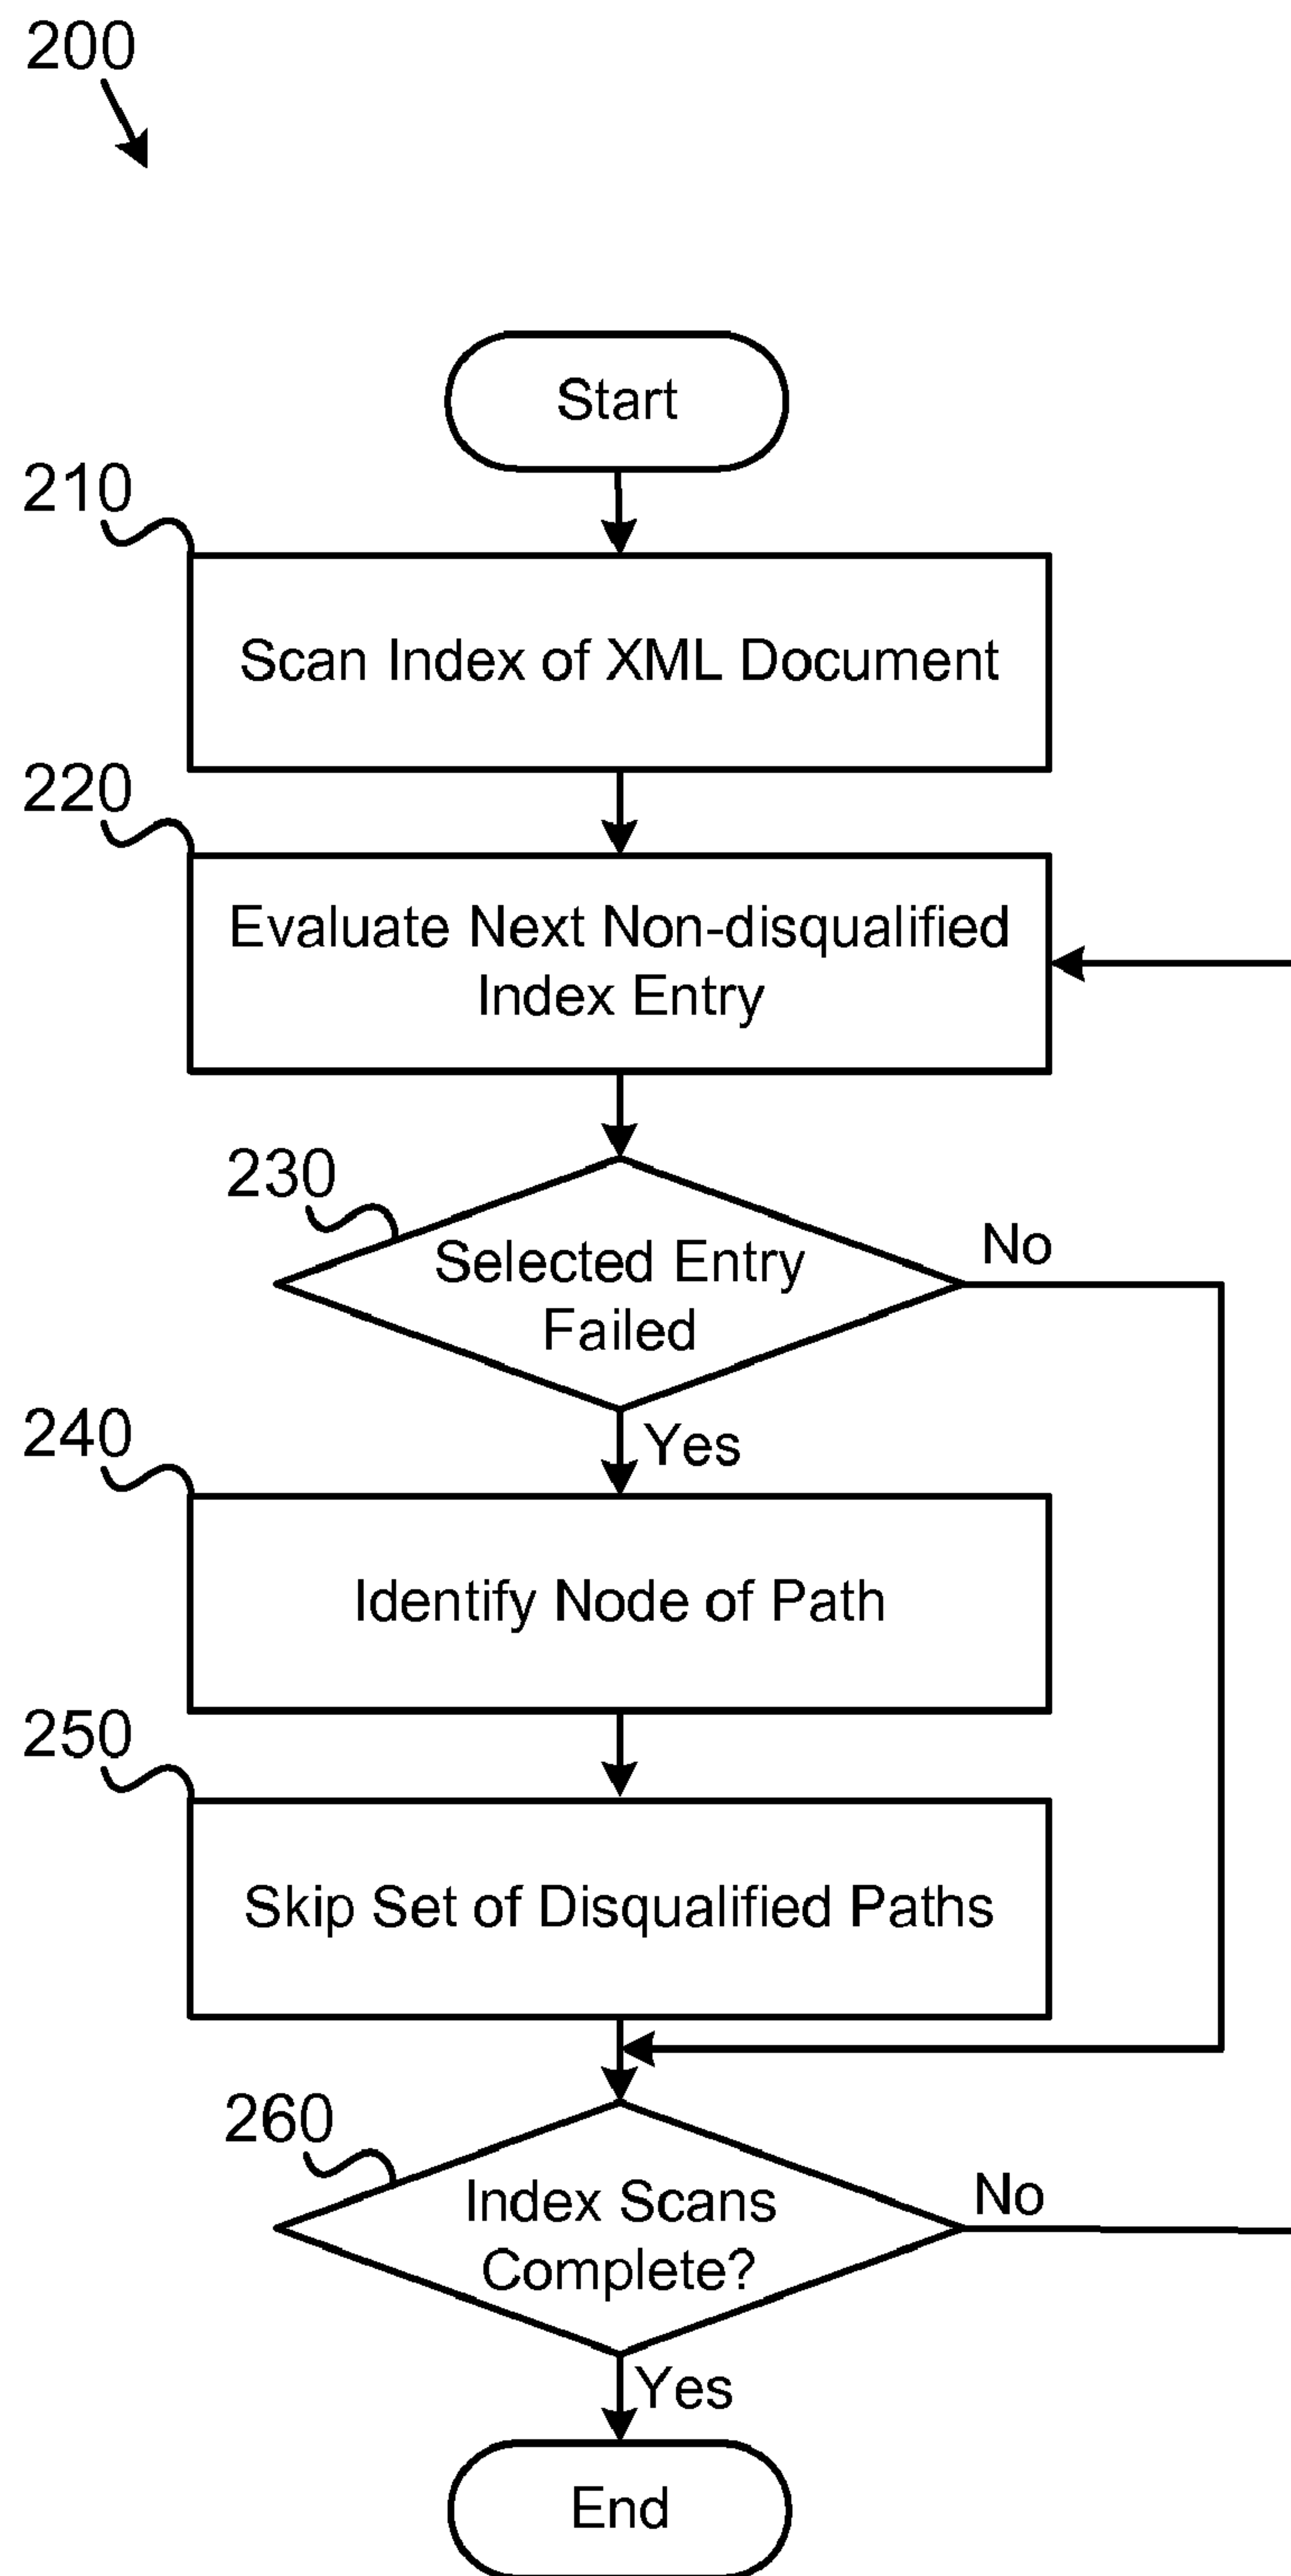 200
Start
210
Scan Index of XML Document
220
Evaluate Next Non-disqualified
Index Entry
230
Selected Entry
Failed
No
Yes
240
Identify Node of Path
250
Skip Set of Disqualified Paths
260
Index Scans
Complete?
No
Yes
End